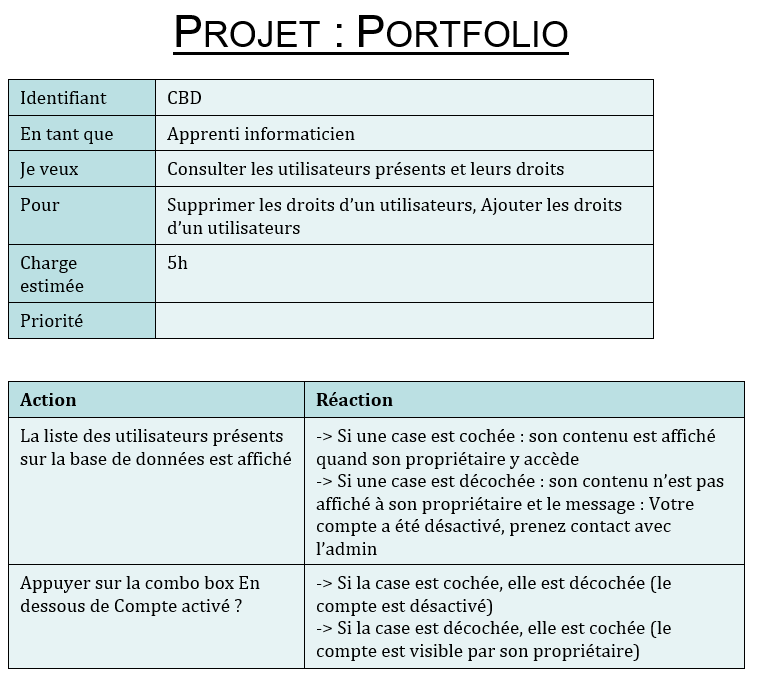 PROJET : PORTFOLIO
Identifiant CBD
En tant que Apprenti informaticien
Je veux Consulter les utilisateurs présents et leurs droits
Pour Supprimer les droits d’un utilisateurs, Ajouter les droits
d’un utilisateurs
Charge
estimée
5h
Priorité
Action Réaction
La liste des utilisateurs présents
sur la base de données est affiché
-> Si une case est cochée : son contenu est affiché
quand son propriétaire y accède
-> Si une case est décochée : son contenu n’est pas
affiché à son propriétaire et le message : Votre
compte a été désactivé, prenez contact avec
l’admin
Appuyer sur la combo box En
dessous de Compte activé ?
-> Si la case est cochée, elle est décochée (le
compte est désactivé)
-> Si la case est décochée, elle est cochée (le
compte est visible par son propriétaire)